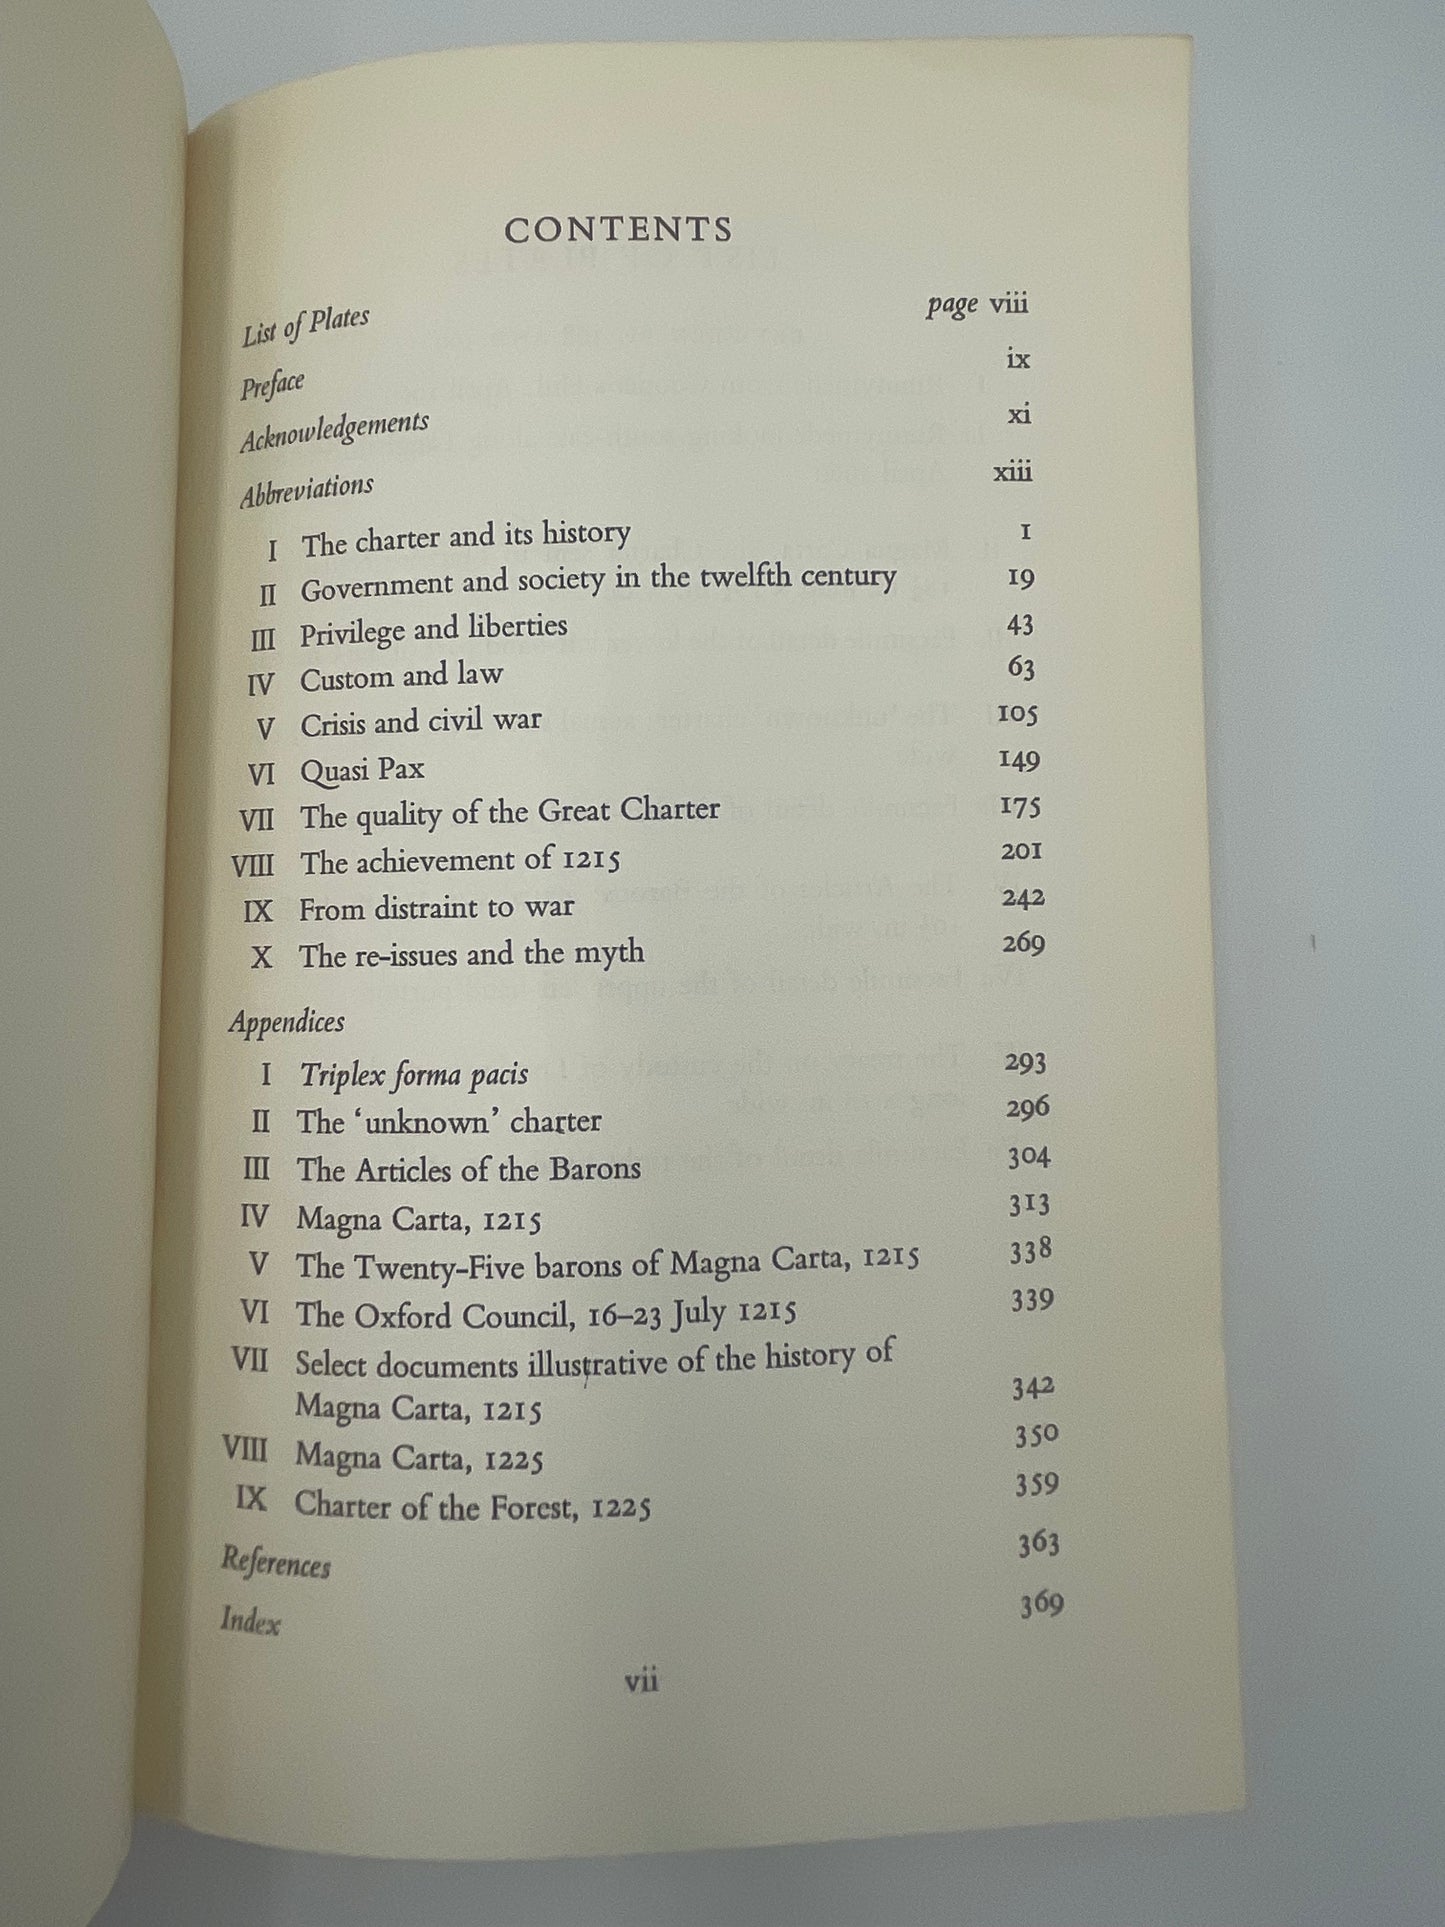 CONTENTS
List of Plates page viii
Preface ix
Acknowledgements xi
Abbreviations xiii
I The charter and its history 1
II Government and society in the twelfth century 19
III Privilege and liberties 43
IV Custom and law 63
V Crisis and civil war 105
VI Quasi Pax 149
VII The quality of the Great Charter 175
VIII The achievement of 1215 201
IX From distraint to war 242
X The re-issues and the myth 269
Appendices
I Triplex forma pacis 293
II The ‘unknown’ charter 296
III The Articles of the Barons 304
IV Magna Carta, 1215 313
V The Twenty-Five barons of Magna Carta, 1215 338
VI The Oxford Council, 16–23 July 1215 339
VII Select documents illustrative of the history of
Magna Carta, 1215 342
VIII Magna Carta, 1225 350
IX Charter of the Forest, 1225 359
References 363
Index 369
vii